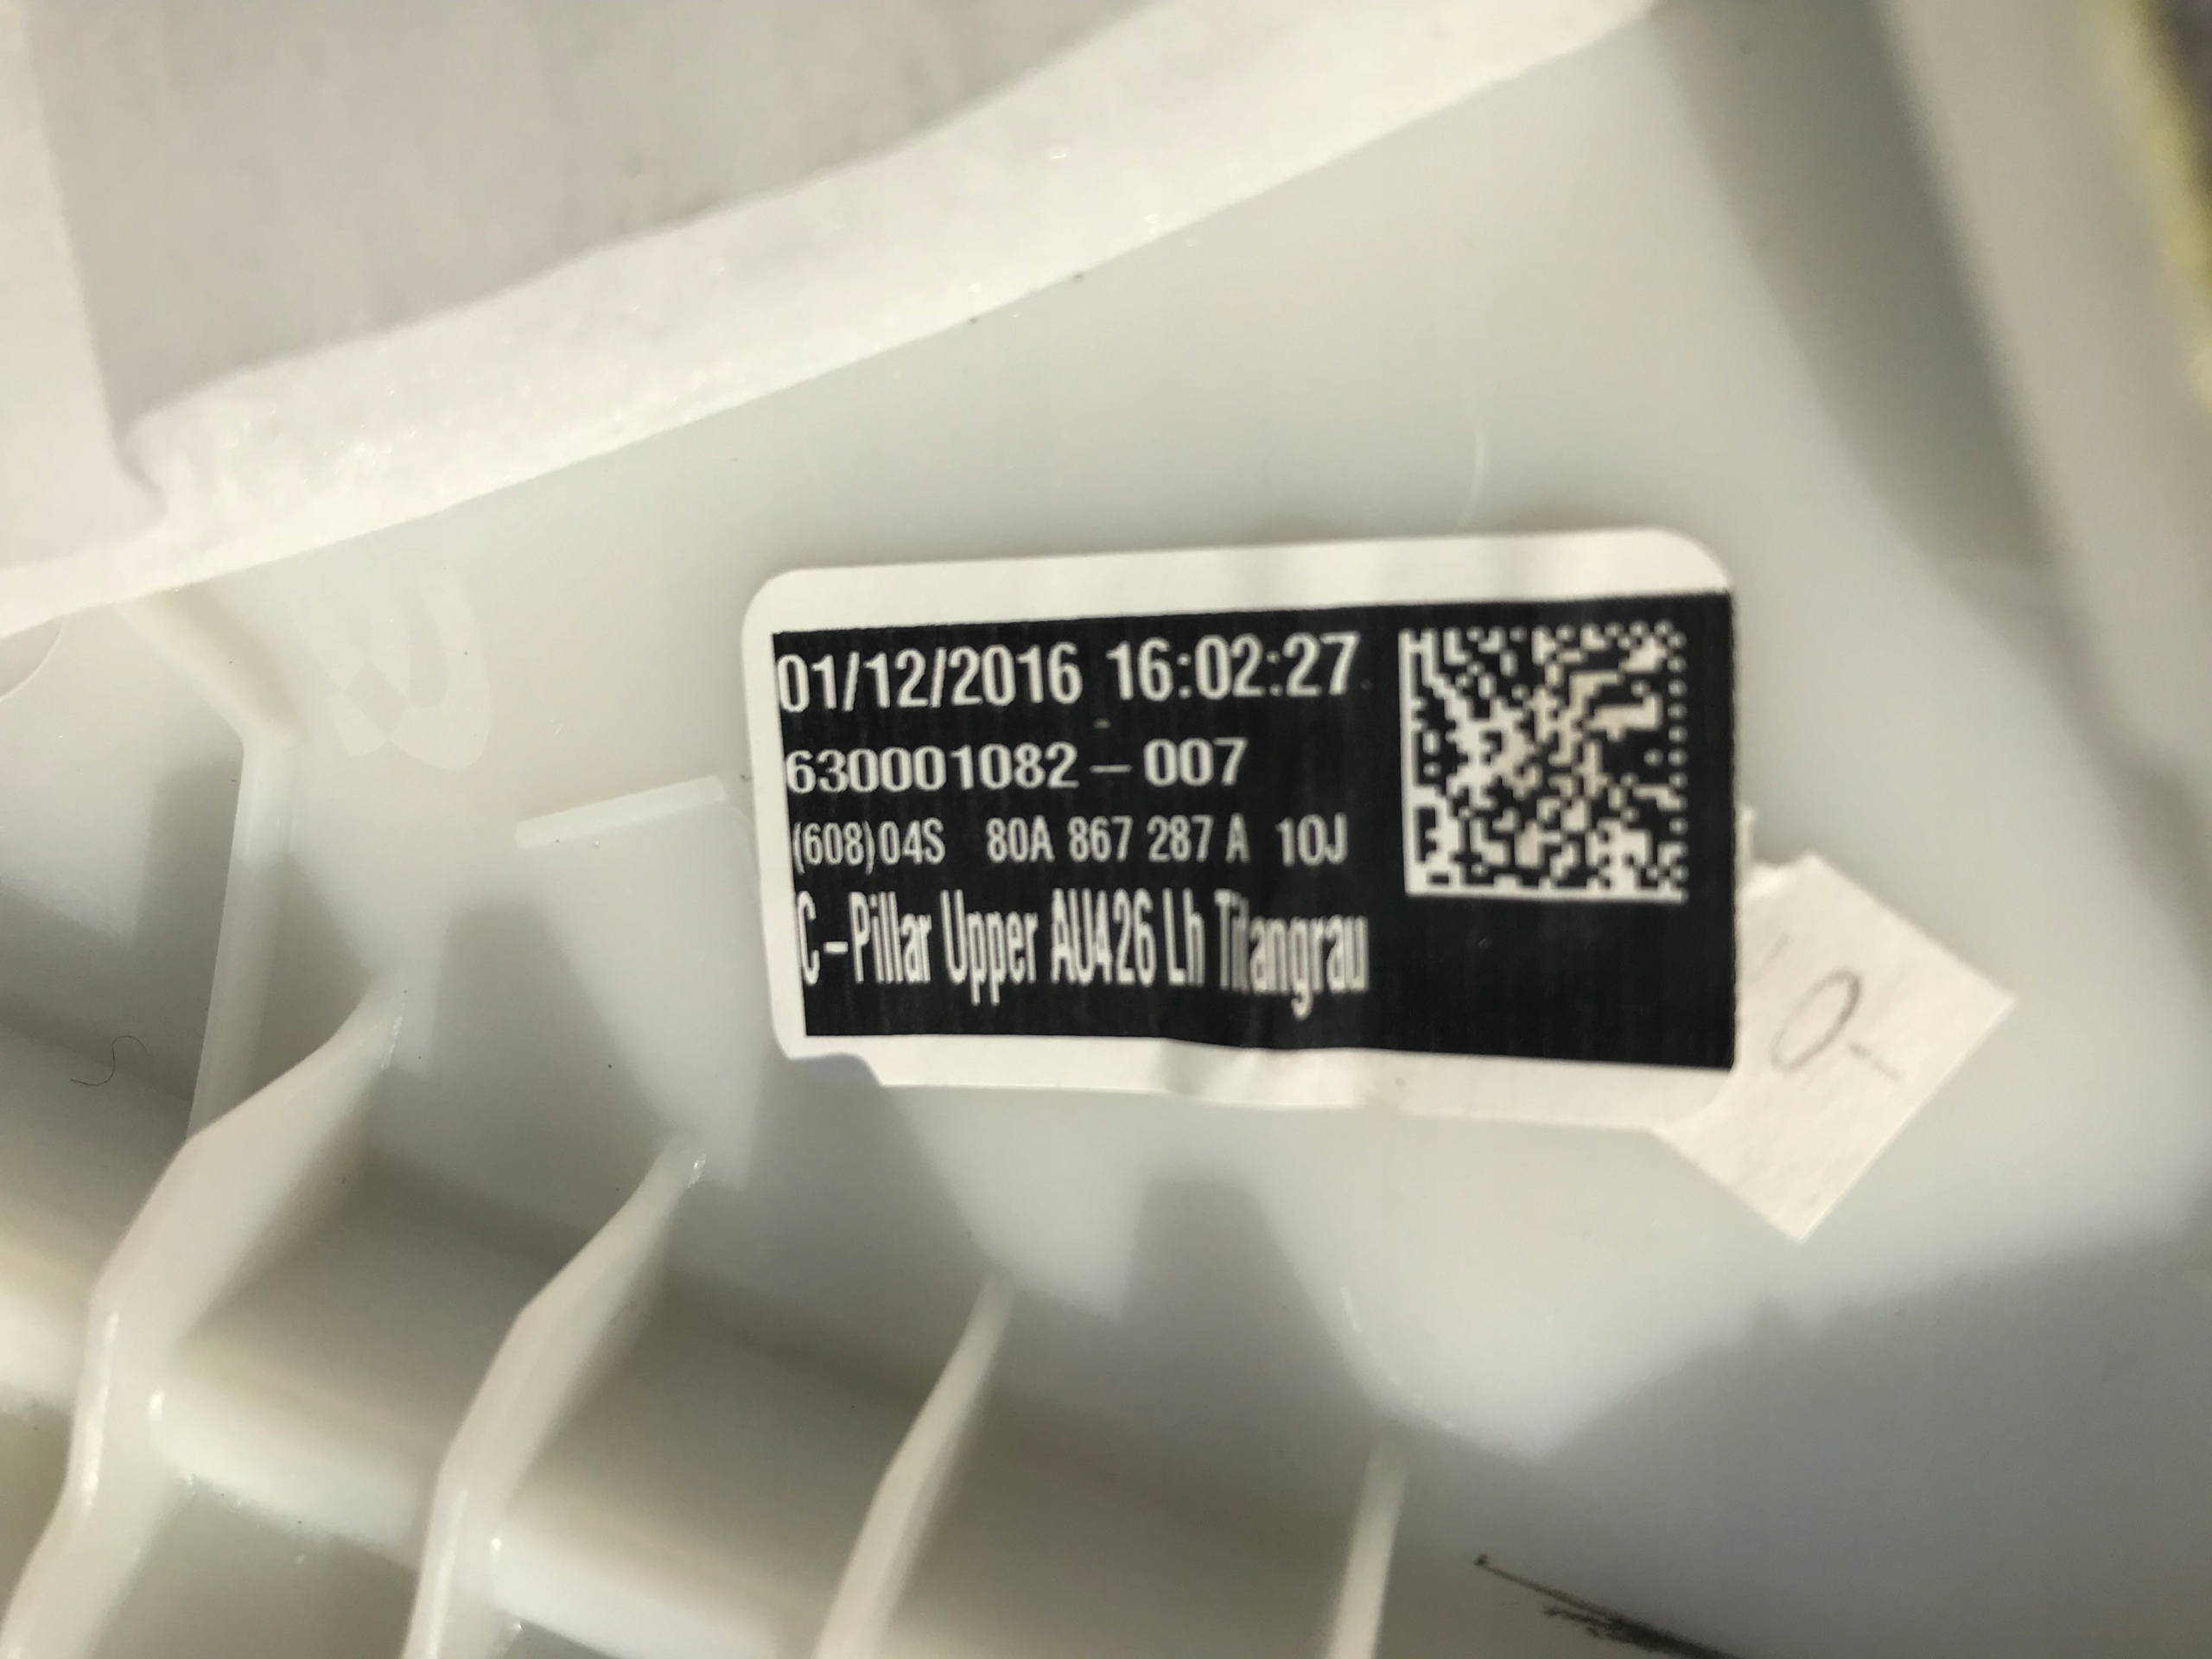 01/12/2016 16:02:27
630001082-007
(608)04S 80A 867 287 A 10J
C-Pillar Upper AU426 Lh Titangrau
0-